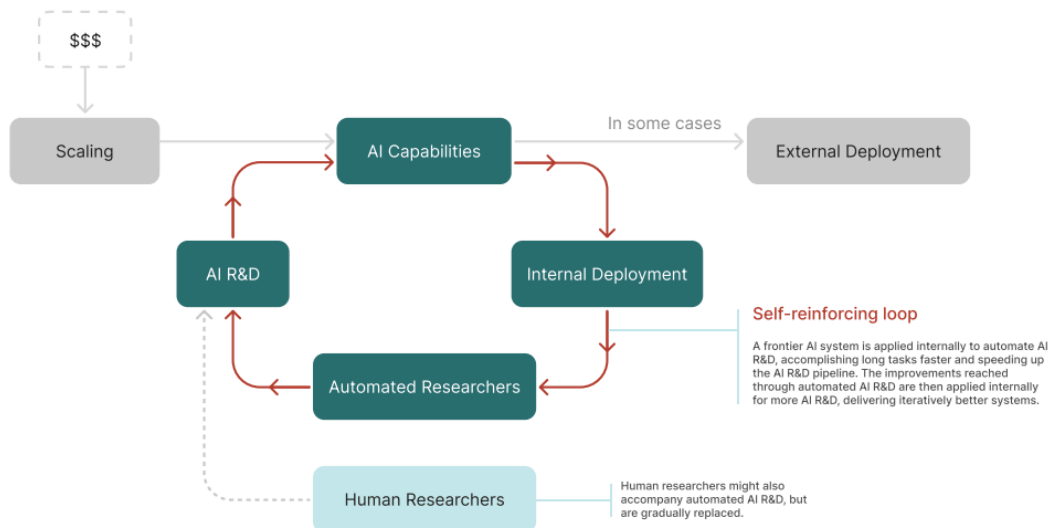 $$$
Scaling
AI Capabilities
In some cases
External Deployment
AI R&D
Internal Deployment
Self-reinforcing loop
A frontier AI system is applied internally to automate AI
R&D, accomplishing long tasks faster and speeding up
the AI R&D pipeline. The improvements reached
through automated AI R&D are then applied internally
for more AI R&D, delivering iteratively better systems.
Automated Researchers
Human Researchers
Human researchers might also
accompany automated AI R&D, but
are gradually replaced.